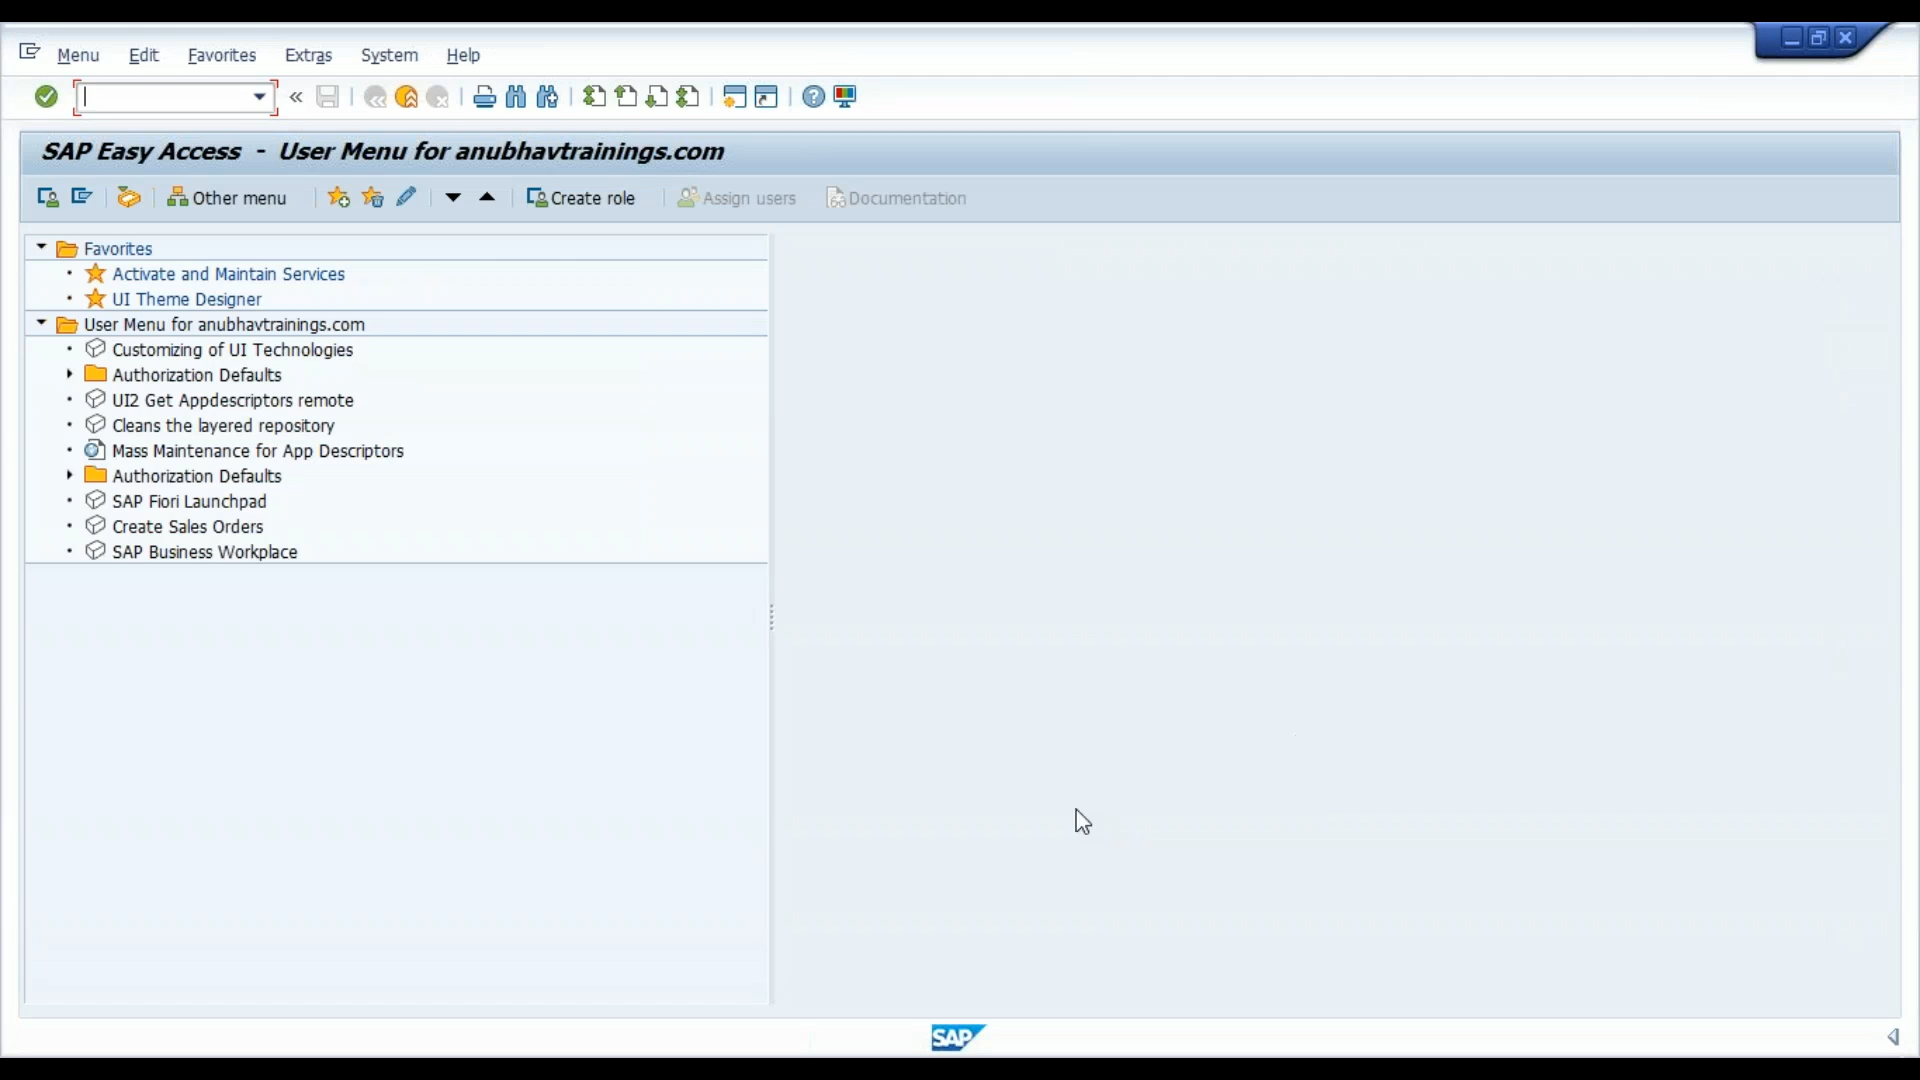 Menu Edit Favorites Extras System Help
SAP Easy Access - User Menu for anubhavtrainings.com
Other menu Create role Assign users Documentation
Favorites
Activate and Maintain Services
UI Theme Designer
User Menu for anubhavtrainings.com
Customizing of UI Technologies
Authorization Defaults
UI2 Get Appdescriptors remote
Cleans the layered repository
Mass Maintenance for App Descriptors
Authorization Defaults
SAP Fiori Launchpad
Create Sales Orders
SAP Business Workplace
SAP